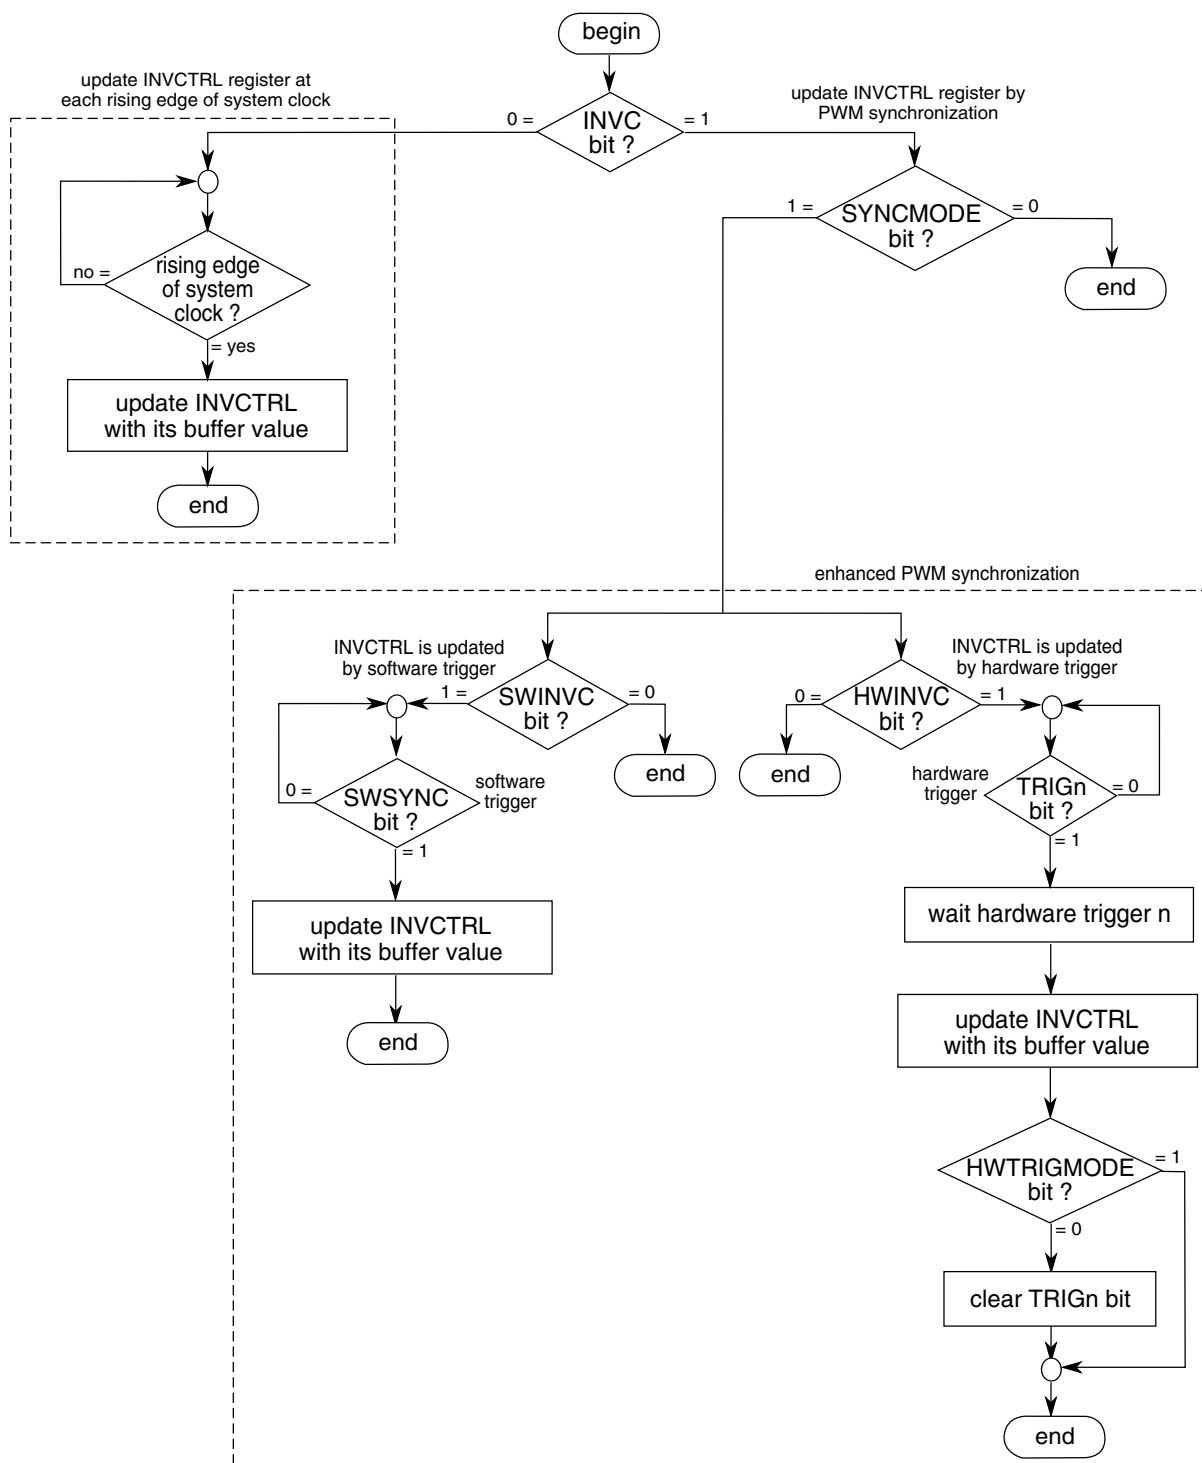 begin
update INVCTRL register at
each rising edge of system clock
update INVCTRL register by
PWM synchronization
0 =
INVC
bit ?
= 1
1 =
SYNCMODE
bit ?
= 0
end
no =
rising edge
of system
clock ?
= yes
update INVCTRL
with its buffer value
end
enhanced PWM synchronization
INVCTRL is updated
by software trigger
1 =
SWINVC
bit ?
= 0
end
0 =
SWSYNC
bit ?
software
trigger
= 1
update INVCTRL
with its buffer value
end
INVCTRL is updated
by hardware trigger
0 =
HWINVC
bit ?
= 1
end
hardware
trigger
TRIGn
bit ?
= 0
= 1
wait hardware trigger n
update INVCTRL
with its buffer value
HWTRIGMODE
bit ?
= 1
= 0
clear TRIGn bit
end